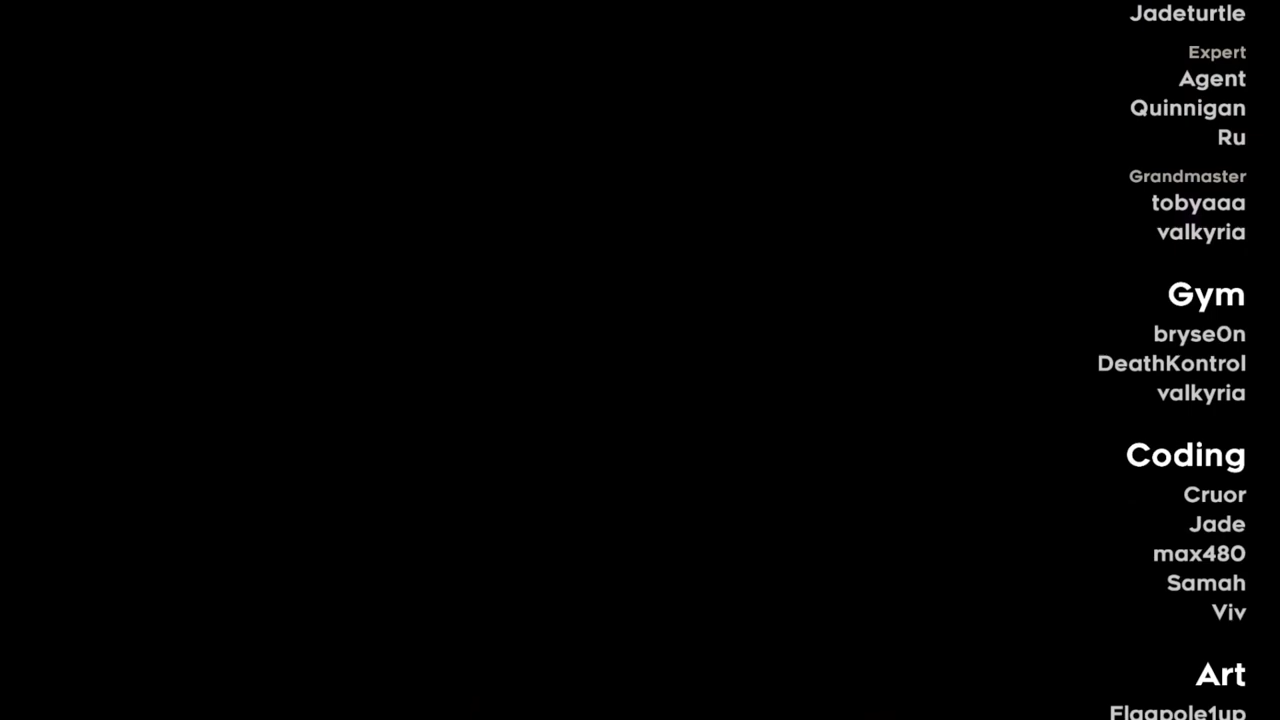 Jadeturtle
Expert
Agent
Quinnigan
Ru
Grandmaster
tobyaaa
valkyria
Gym
bryse0n
DeathKontrol
valkyria
Coding
Cruor
Jade
max480
Samah
Viv
Art
Flagpole1up